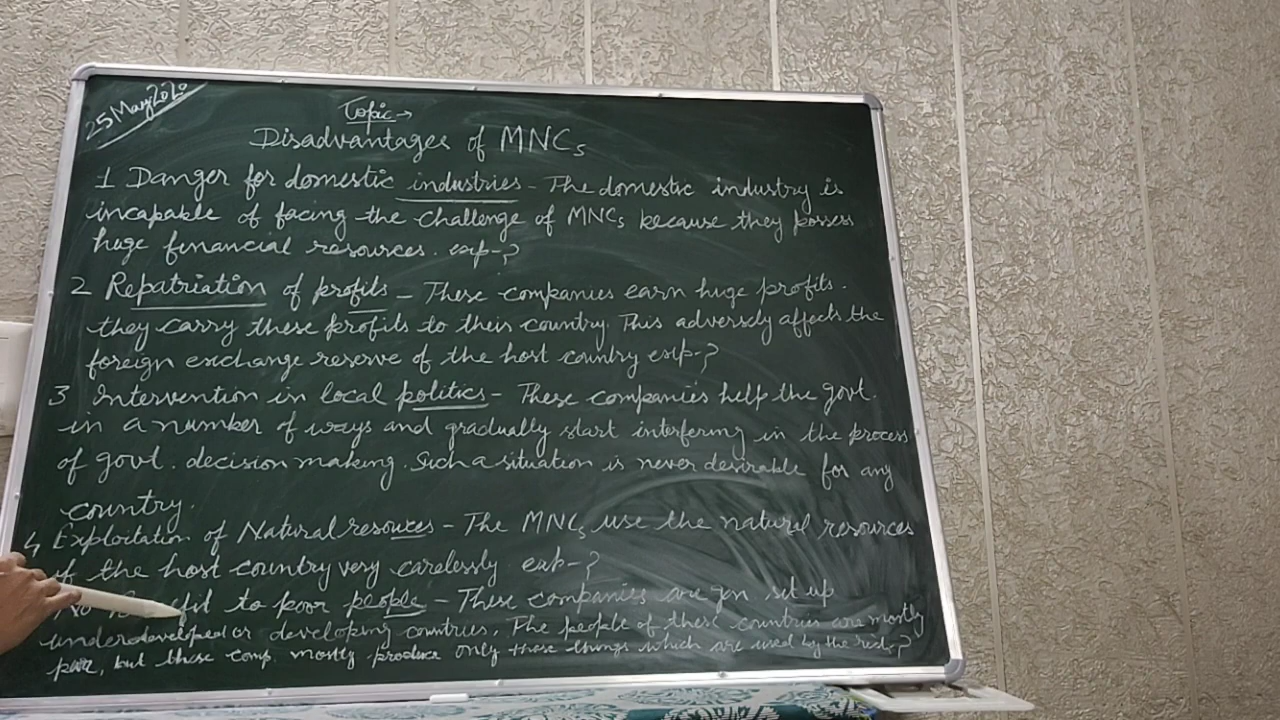 25 May 2020
Topic →
Disadvantages of MNCs
1 Danger for domestic industries - The domestic industry is
incapable of facing the challenge of MNCs because they possess
huge financial resources. exp-?
2 Repatriation of profits - These companies earn huge profits.
they carry these profits to their country. This adversely affects the
foreign exchange reserve of the host country exp-?
3 Intervention in local politics - These companies help the govt.
in a number of ways and gradually start interfering in the process
of govt. decision making. Such a situation is never desirable for any
country.
4 Exploitation of Natural resources - The MNCs use the natural resources
of the host country very carelessly exp-?
to poor people - These companies are gen set up
underdeveloped or developing countries. The people of these countries are mostly
poor, but these comp. mostly produce only those things which are used by the rich?